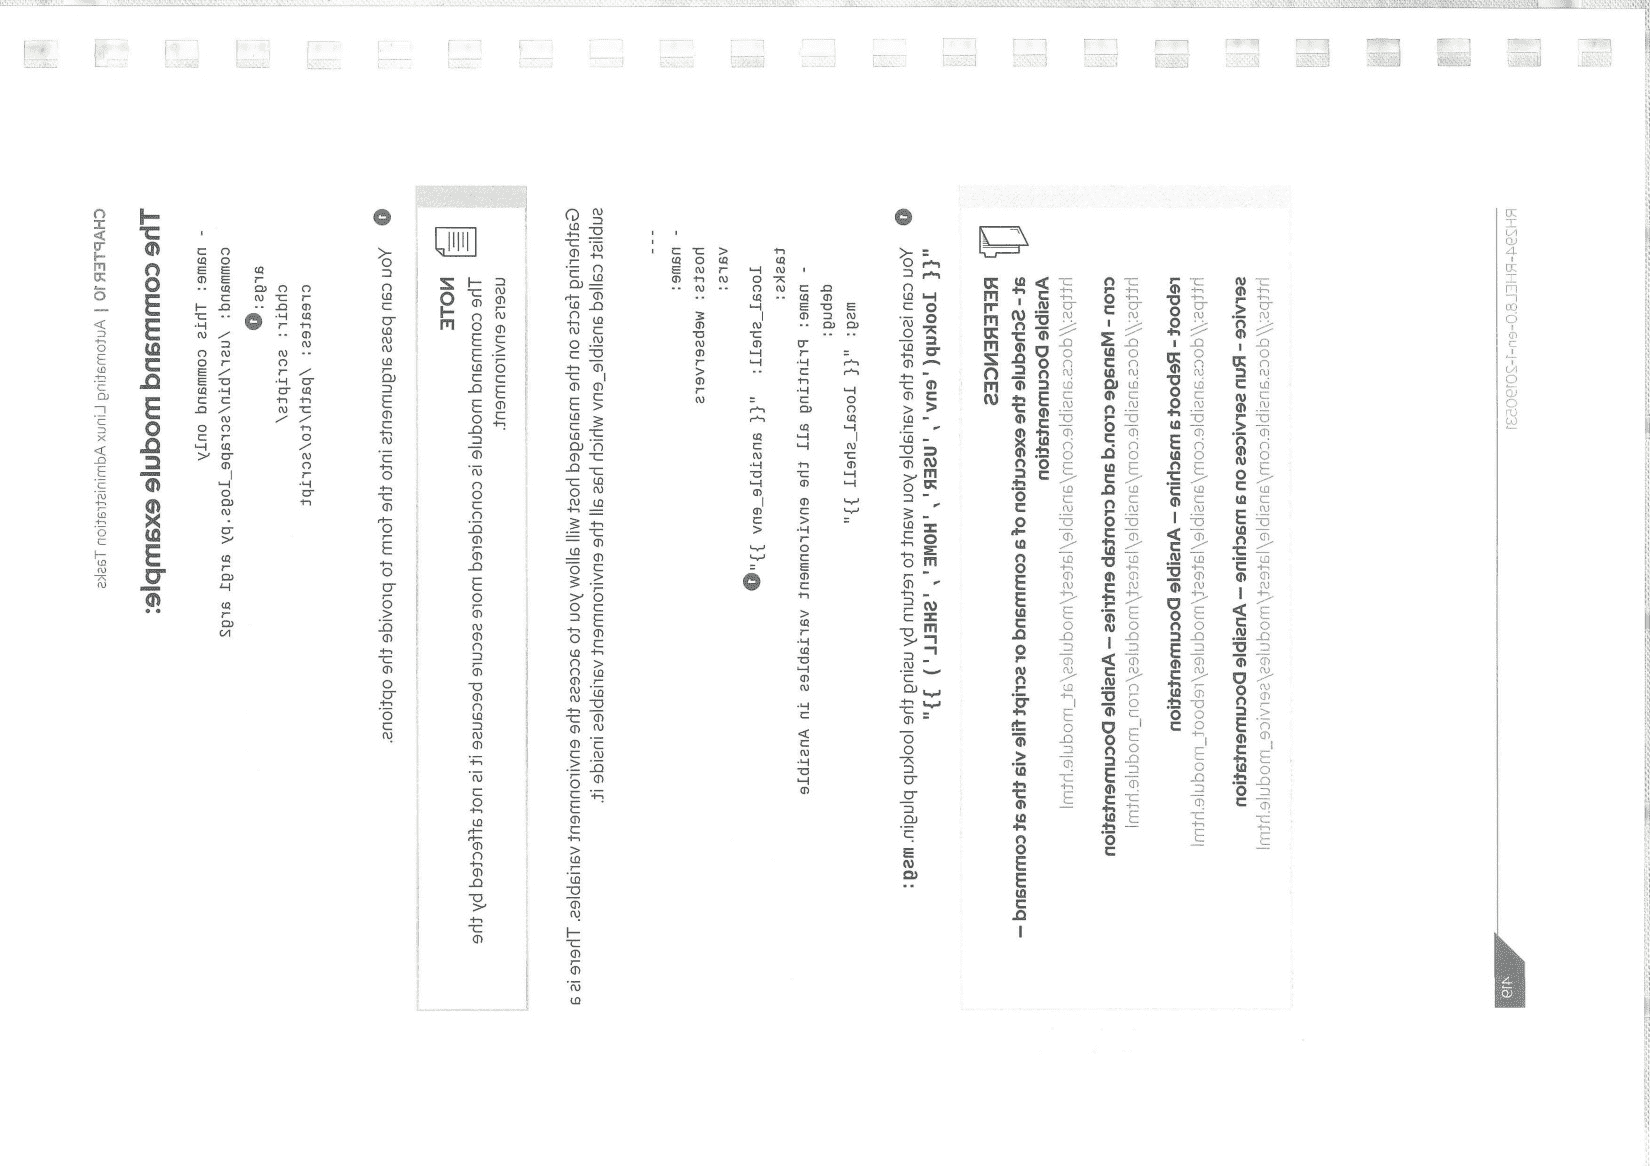 CHAPTER 10 | Automating Linux Administration Tasks
The command module example:
-
name: This command only
command: /usr/bin/scrape_logs.py arg1 arg2
args: 1
chdir: scripts/
creates: /path/to/script
1 You can pass arguments into the form to provide the options.
NOTE
The command module is considered more secure because it is not affected by the
users environment.
Gathering facts on the managed host will allow you to access the environment variables. There is a
sublist called ansible_env which has all the environment variables inside it.
---
-
name:
hosts: webservers
vars:
local_shell:  "{{ ansible_env }}" 1
tasks:
- name: Printing all the environment variables in Ansible
debug:
msg: "{{ local_shell }}"
1 You can isolate the variable you want to return by using the lookup plugin. msg:
"{{ lookup('env','USER','HOME','SHELL') }}"
REFERENCES
at - Schedule the execution of a command or script file via the at command –
Ansible Documentation
https://docs.ansible.com/ansible/latest/modules/at_module.html
cron - Manage cron.d and crontab entries – Ansible Documentation
https://docs.ansible.com/ansible/latest/modules/cron_module.html
reboot - Reboot a machine – Ansible Documentation
https://docs.ansible.com/ansible/latest/modules/reboot_module.html
service - Run services on a machine – Ansible Documentation
https://docs.ansible.com/ansible/latest/modules/service_module.html
RH294-RHEL8.0-en-1-20190531
419